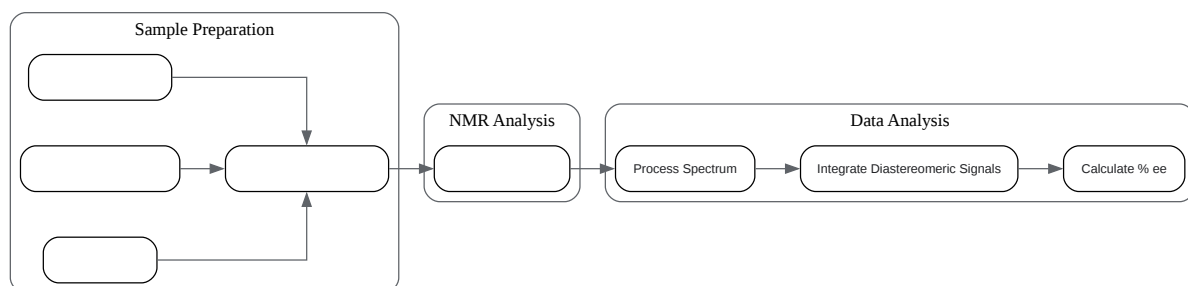 Sample Preparation
NMR Analysis
Data Analysis
Process Spectrum
Integrate Diastereomeric Signals
Calculate % ee